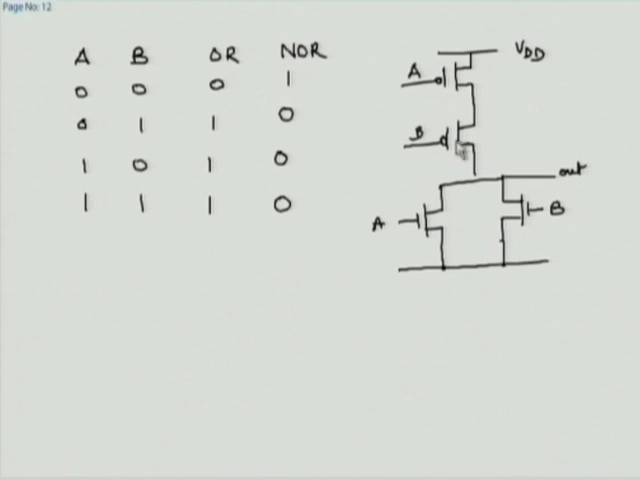 Page No: 12
A B OR NOR
0 0 0 1
0 1 1 0
1 0 1 0
1 1 1 0
VDD
A
B
out
A
B